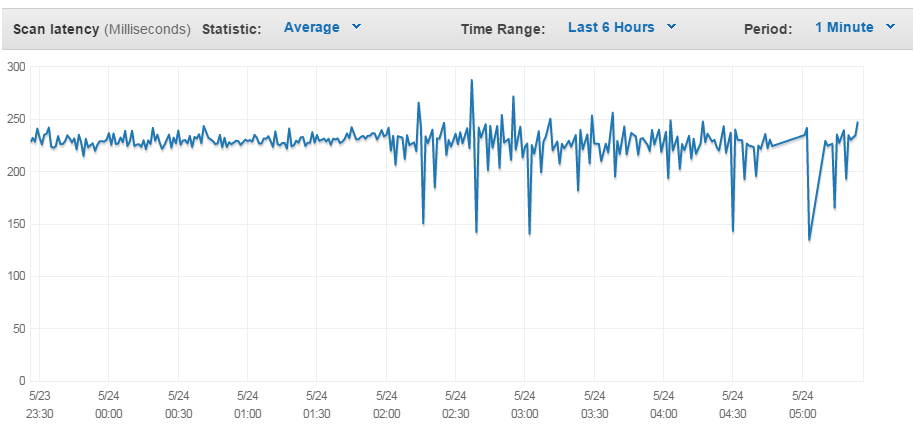 Scan latency (Milliseconds) Statistic: Average Time Range: Last 6 Hours Period: 1 Minute
300
250
200
150
100
50
0
5/23 5/24 5/24 5/24 5/24 5/24 5/24 5/24 5/24 5/24 5/24 5/24
23:30 00:00 00:30 01:00 01:30 02:00 02:30 03:00 03:30 04:00 04:30 05:00